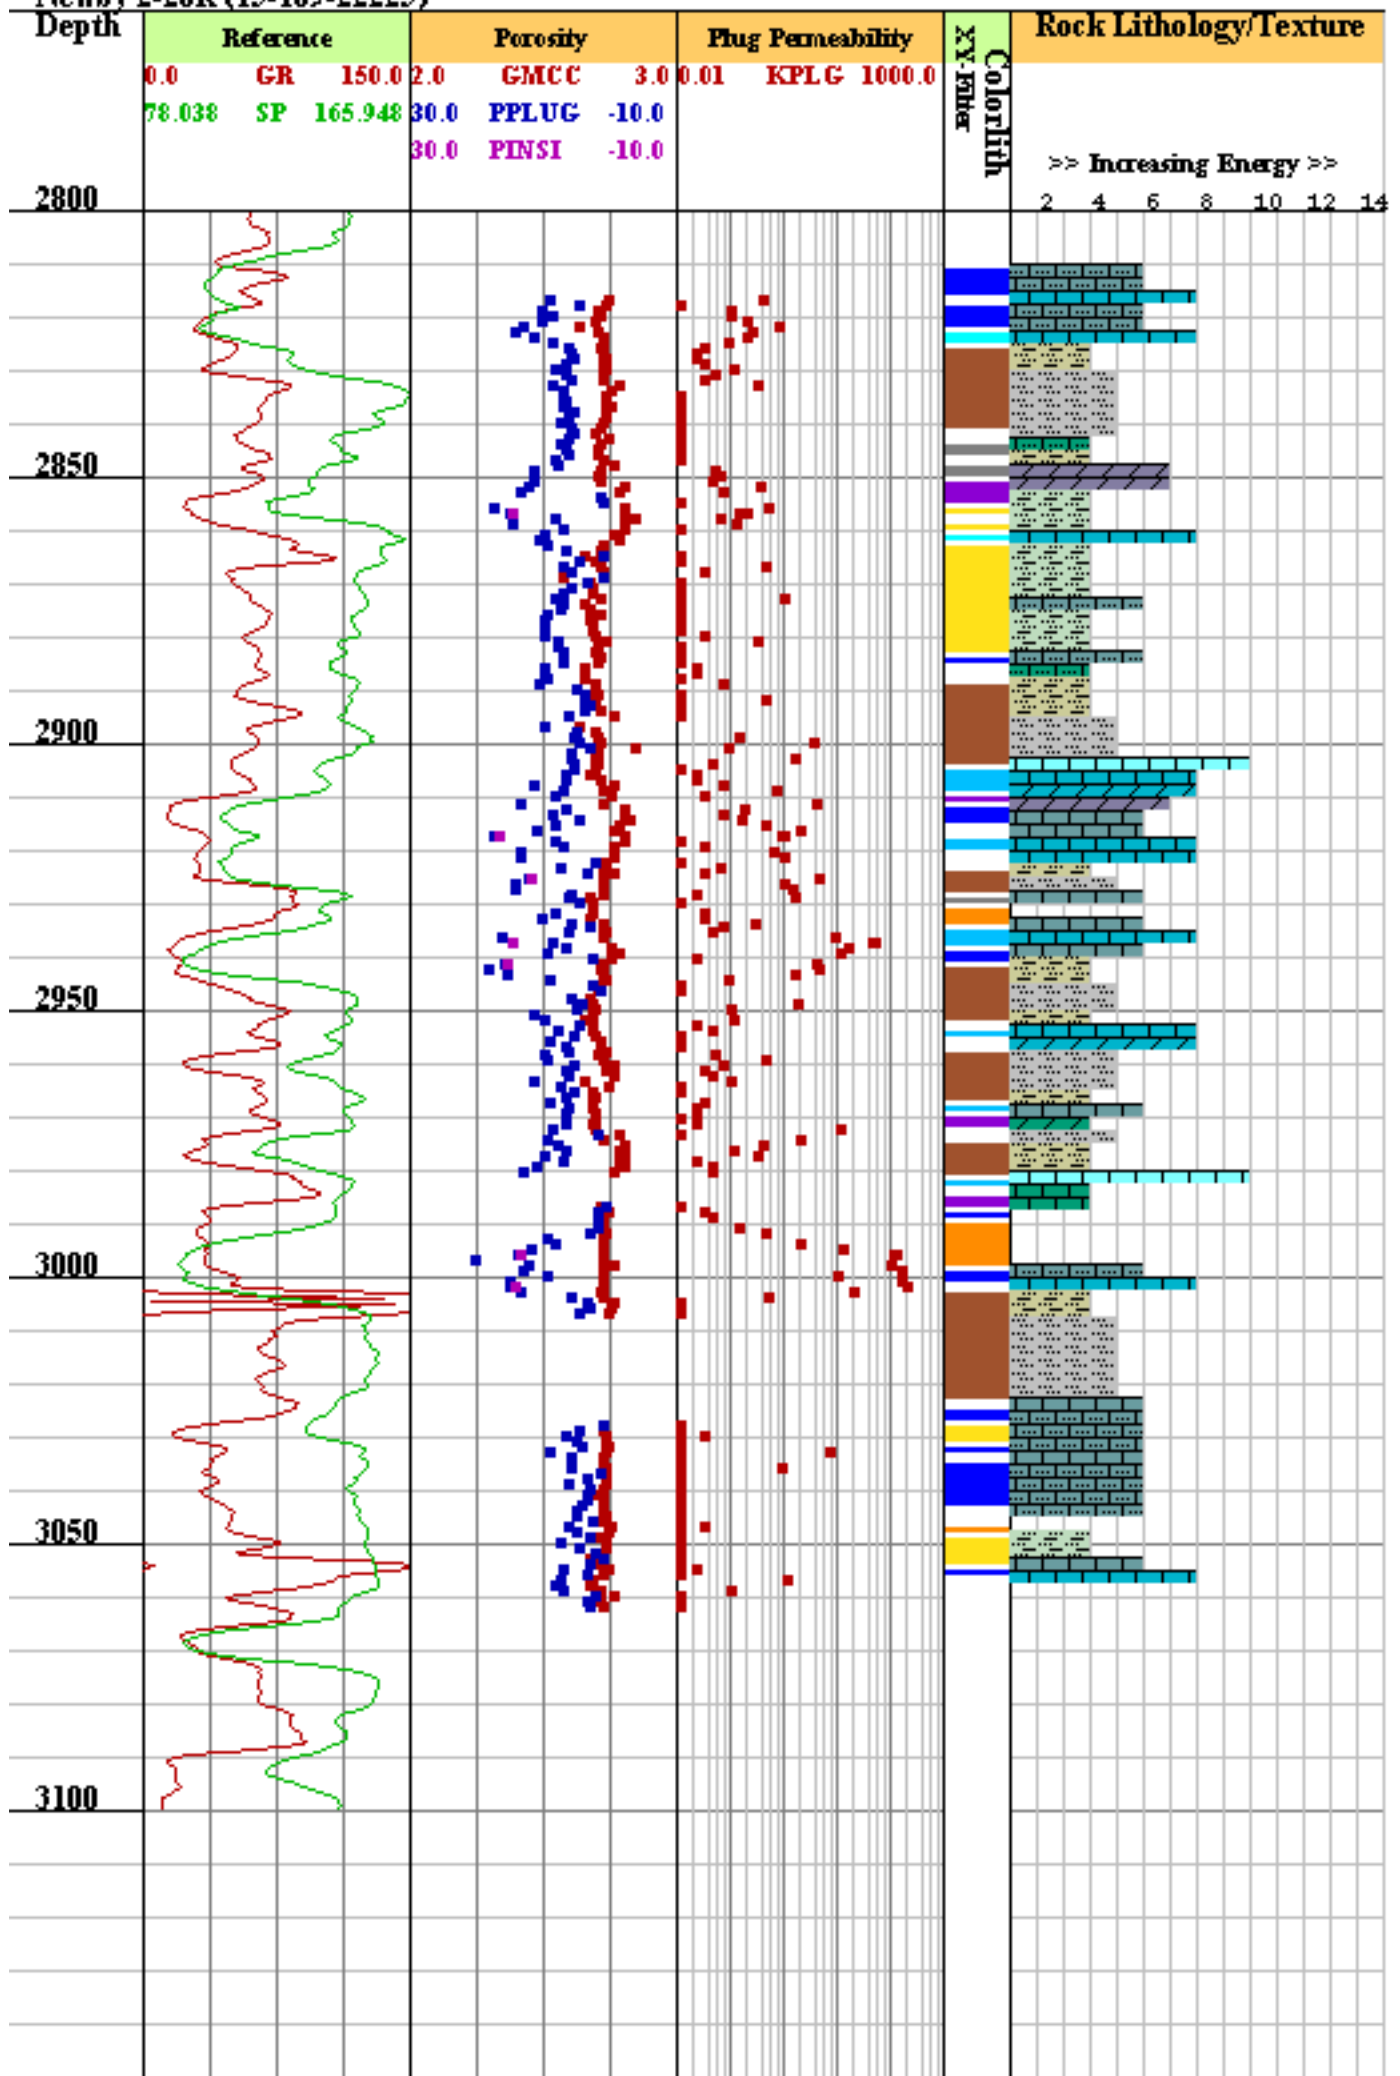 Depth
Reference
Porosity
Plug Permeability
XY-Filter
Colorlith
Rock Lithology/Texture
0.0 GR 150.0
78.038 SP 165.948
2.0 GMCC 3.0
30.0 PPLUG -10.0
30.0 PINSI -10.0
0.01 KPLG 1000.0
>> Increasing Energy >>
2 4 6 8 10 12 14
2800
2850
2900
2950
3000
3050
3100